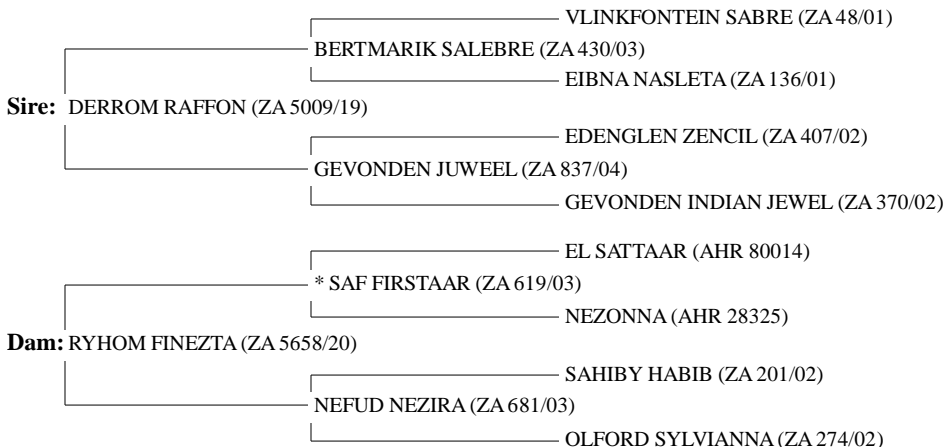 VLINKFONTEIN SABRE (ZA 48/01)
BERTMARIK SALEBRE (ZA 430/03)
EIBNA NASLETA (ZA 136/01)
Sire: DERROM RAFFON (ZA 5009/19)
EDENGLEN ZENCIL (ZA 407/02)
GEVONDEN JUWEEL (ZA 837/04)
GEVONDEN INDIAN JEWEL (ZA 370/02)
EL SATTAAR (AHR 80014)
* SAF FIRSTAAR (ZA 619/03)
NEZONNA (AHR 28325)
Dam: RYHOM FINEZTA (ZA 5658/20)
SAHIBY HABIB (ZA 201/02)
NEFUD NEZIRA (ZA 681/03)
OLFORD SYLVIANNA (ZA 274/02)